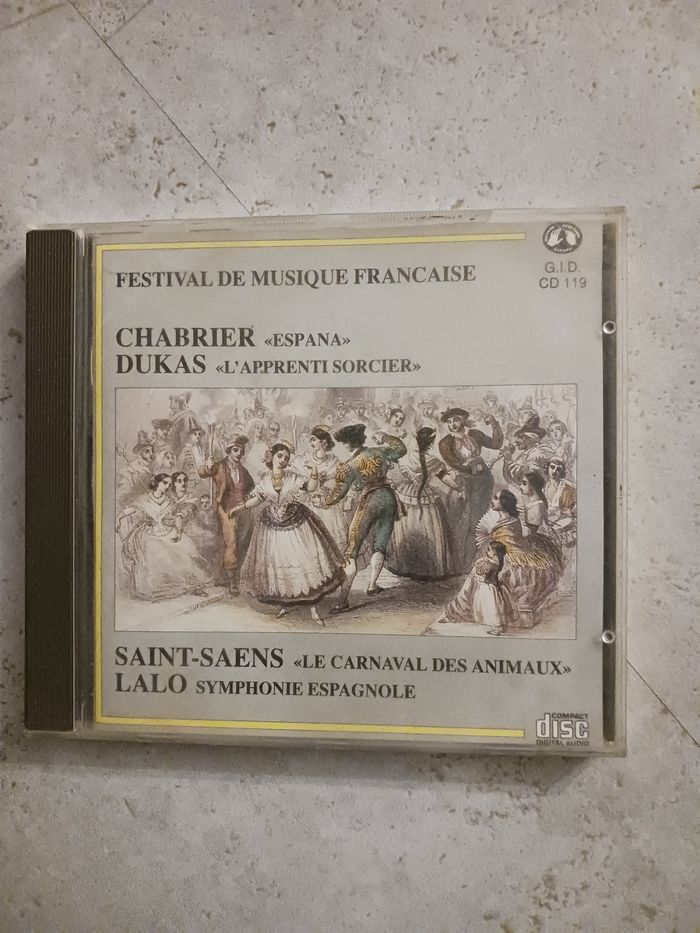 FESTIVAL DE MUSIQUE FRANCAISE
G.I.D.
CD 119
CHABRIER «ESPANA»
DUKAS «L'APPRENTI SORCIER»
SAINT-SAENS «LE CARNAVAL DES ANIMAUX»
LALO SYMPHONIE ESPAGNOLE
COMPACT
disc
DIGITAL AUDIO